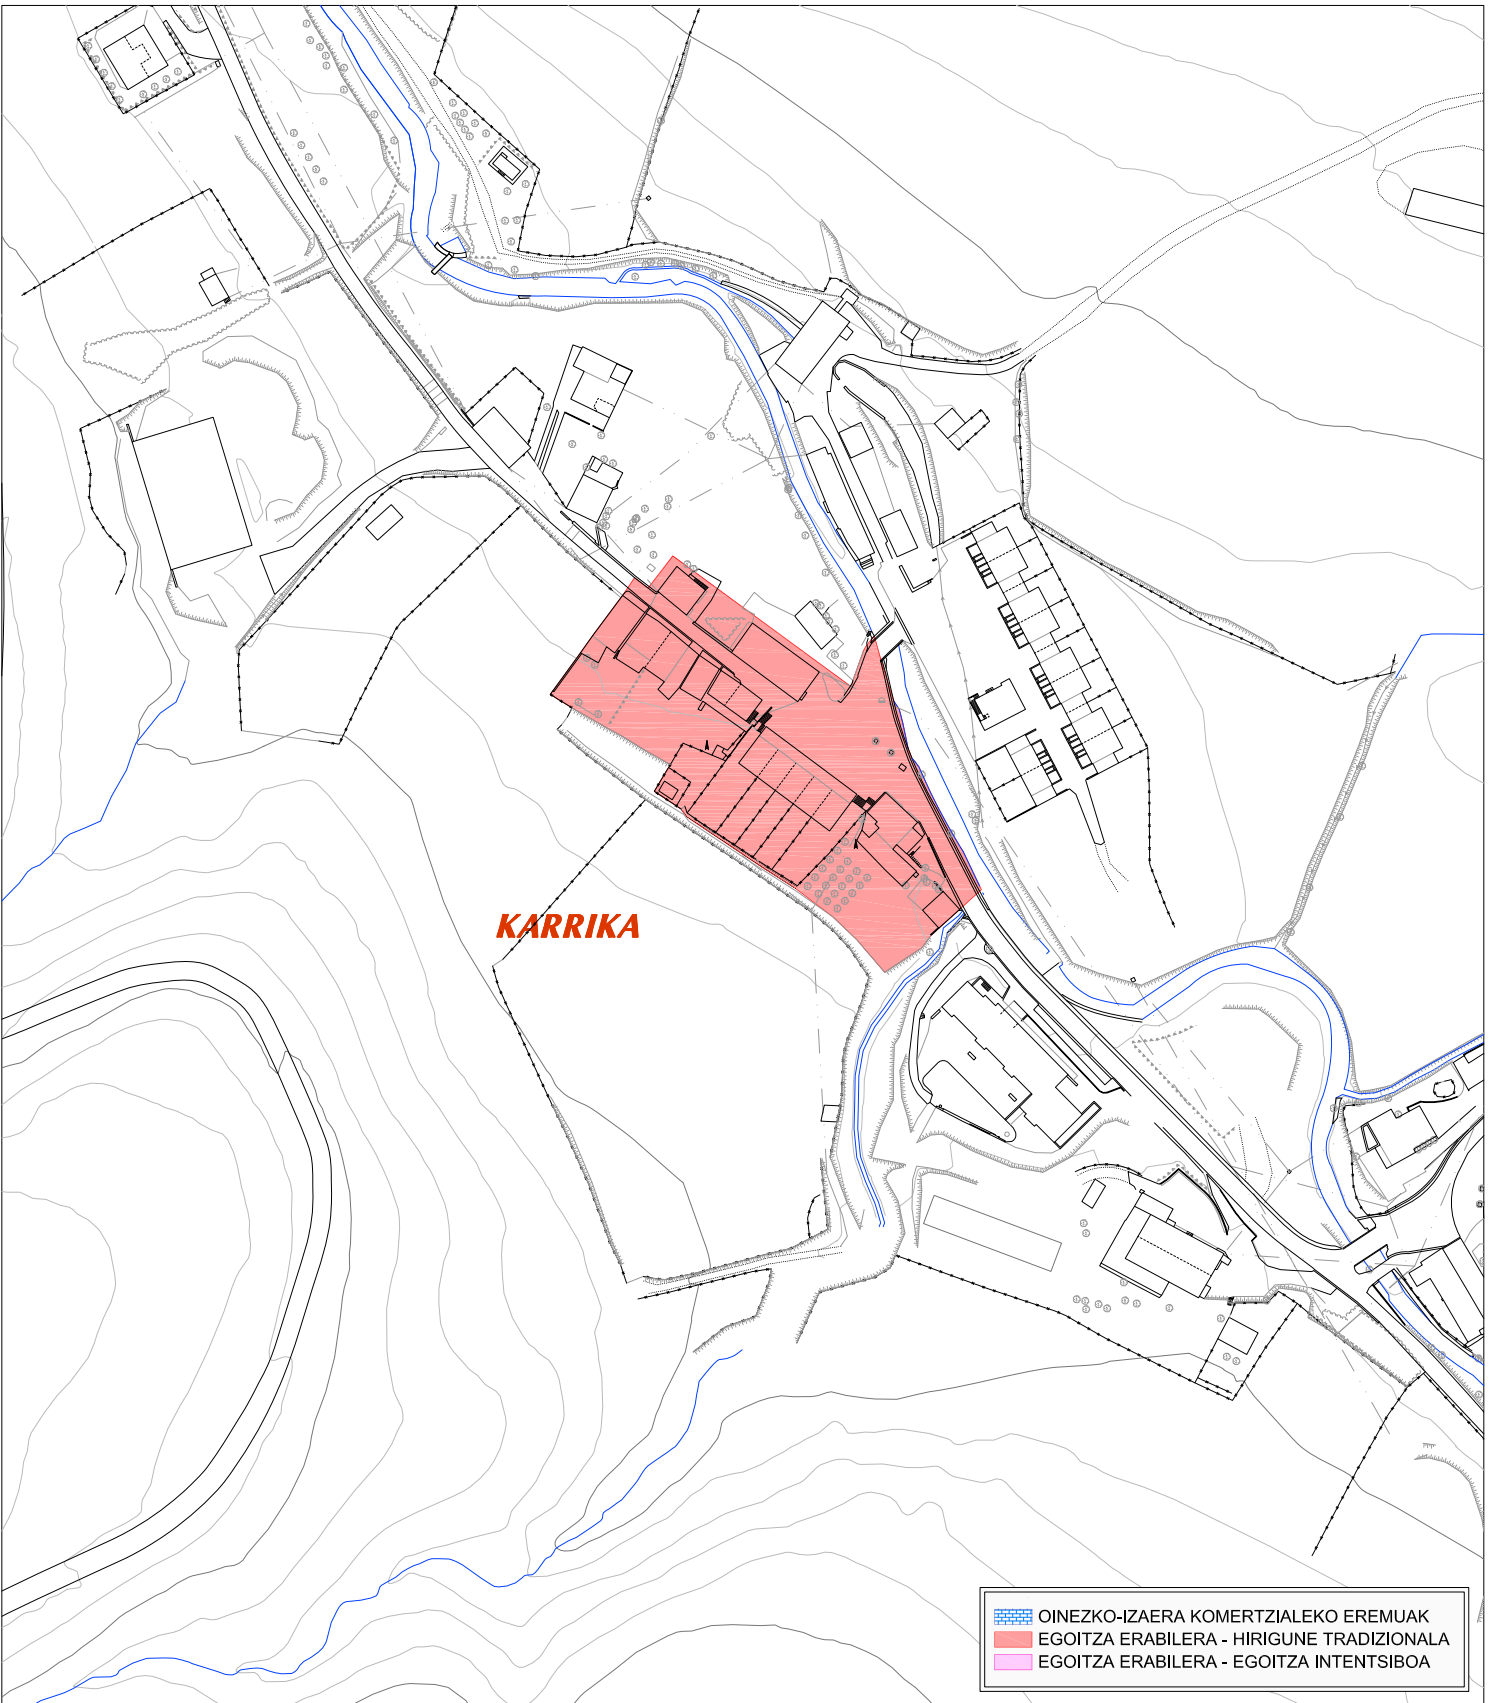 KARRIKA
OINEZKO-IZAERA KOMERTZIALEKO EREMUAK
EGOITZA ERABILERA - HIRIGUNE TRADIZIONALA
EGOITZA ERABILERA - EGOITZA INTENTSIBOA